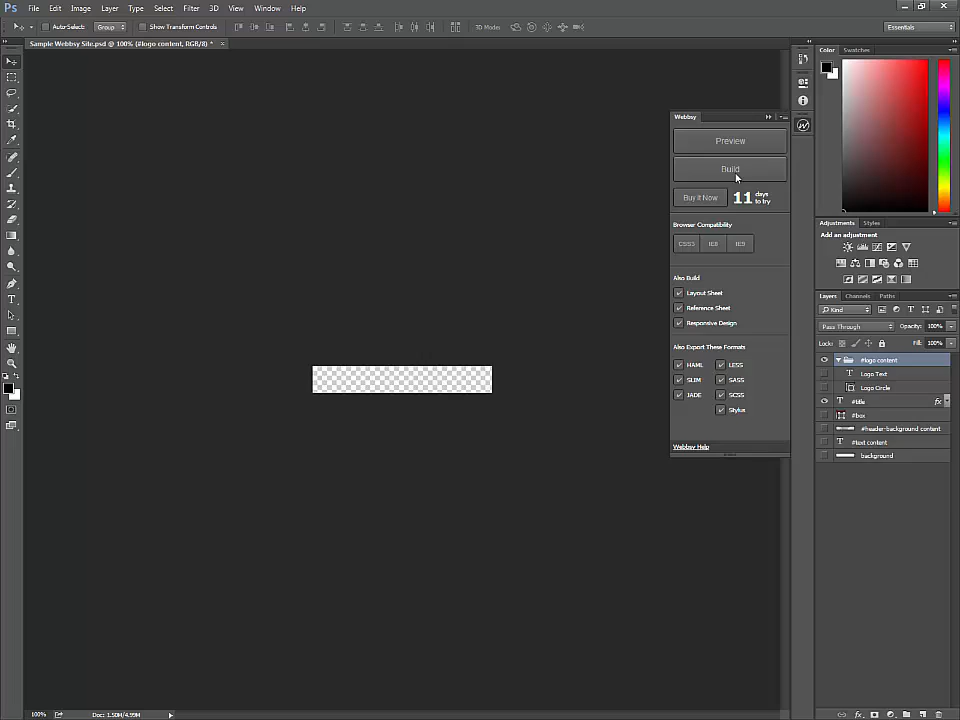 Ps File Edit Image Layer Type Select Filter 3D View Window Help
Auto-Select: Group Show Transform Controls 3D Mode: Essentials
Sample Webbsy Site.psd @ 100% (#logo content, RGB/8) * ×
Color Swatches
Webbsy
Preview
Build
Buy it Now 11 days to try
Browser Compatibility
CSS3 IE8 IE9
Also Build
Layout Sheet
Reference Sheet
Responsive Design
Also Export These Formats
HAML LESS
SLIM SASS
JADE SCSS
Stylus
Webbsy Help
Adjustments Styles
Add an adjustment
Layers Channels Paths
Kind
Pass Through Opacity: 100%
Lock: Fill: 100%
#logo content
Logo Text
Logo Circle
#title fx
#box
#header-background content
#text content
background
100% Doc: 1.50M/4.99M